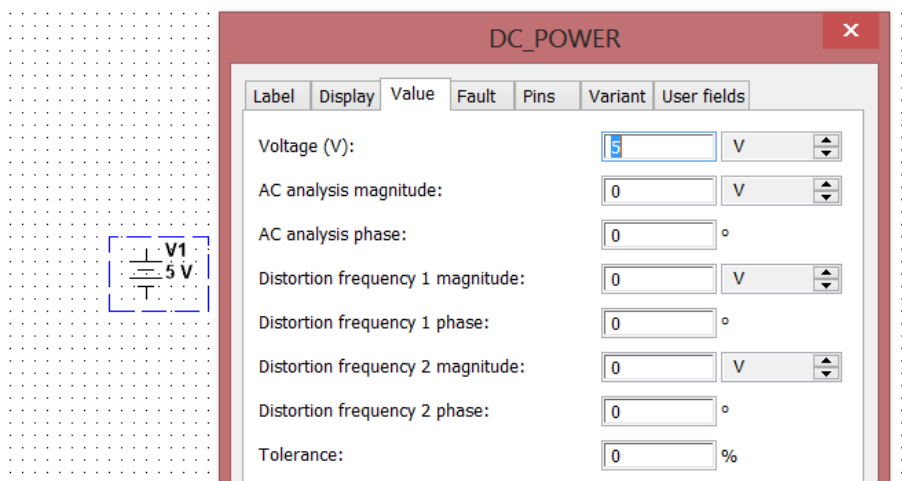 DC_POWER
x
Label Display Value Fault Pins Variant User fields
Voltage (V): 5 V
AC analysis magnitude: 0 V
AC analysis phase: 0 °
V1
5 V
Distortion frequency 1 magnitude: 0 V
Distortion frequency 1 phase: 0 °
Distortion frequency 2 magnitude: 0 V
Distortion frequency 2 phase: 0 °
Tolerance: 0 %